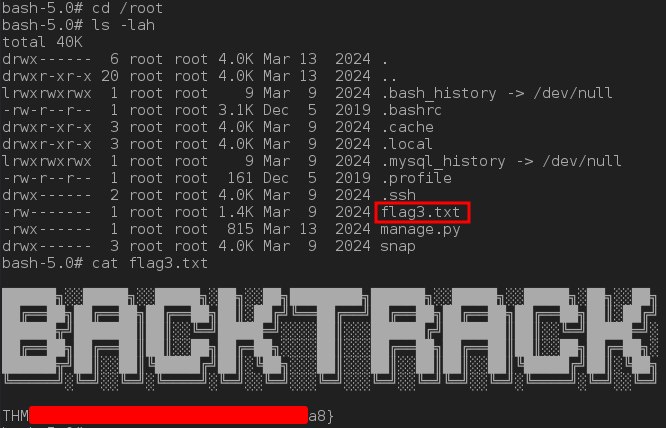 bash-5.0# cd /root
bash-5.0# ls -lah
total 40K
drwx------  6 root root 4.0K Mar 13  2024 .
drwxr-xr-x 20 root root 4.0K Mar 13  2024 ..
lrwxrwxrwx  1 root root    9 Mar  9  2024 .bash_history -> /dev/null
-rw-r--r--  1 root root 3.1K Dec  5  2019 .bashrc
drwxr-xr-x  3 root root 4.0K Mar  9  2024 .cache
drwxr-xr-x  3 root root 4.0K Mar  9  2024 .local
lrwxrwxrwx  1 root root    9 Mar  9  2024 .mysql_history -> /dev/null
-rw-r--r--  1 root root  161 Dec  5  2019 .profile
drwx------  2 root root 4.0K Mar  9  2024 .ssh
-rw-------  1 root root 1.4K Mar  9  2024 flag3.txt
-rwx------  1 root root  815 Mar 13  2024 manage.py
drwx------  3 root root 4.0K Mar  9  2024 snap
bash-5.0# cat flag3.txt
BACKTRACK
THM
a8}